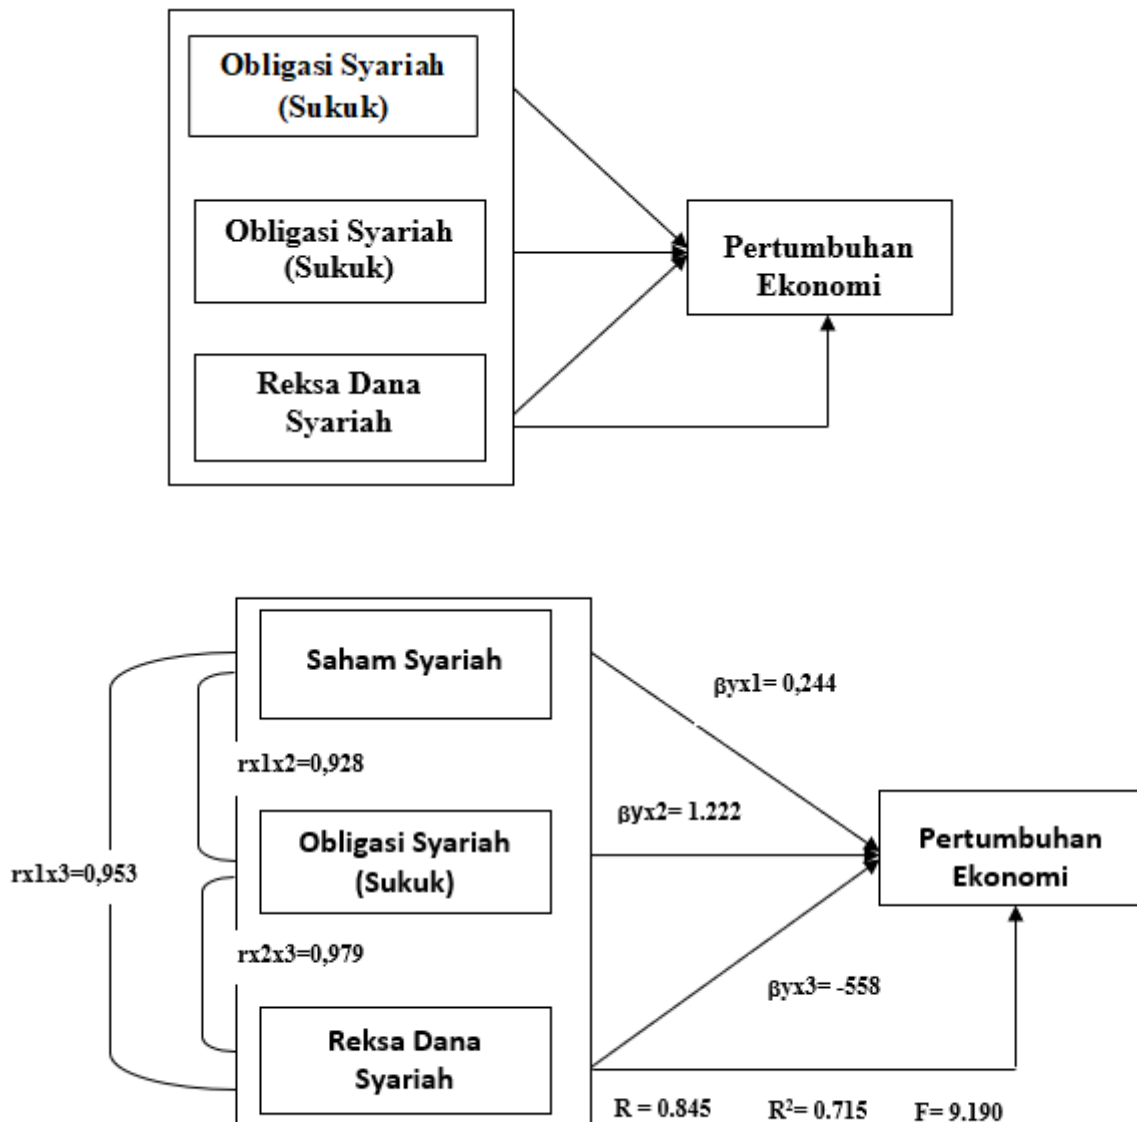 Obligasi Syariah
(Sukuk)
Obligasi Syariah
(Sukuk)
Reksa Dana
Syariah
Pertumbuhan
Ekonomi
Saham Syariah
βyx1= 0,244
rx1x2=0,928
βyx2= 1.222
Obligasi Syariah
(Sukuk)
Pertumbuhan
Ekonomi
rx1x3=0,953
rx2x3=0,979
βyx3= -558
Reksa Dana
Syariah
R = 0.845 R²= 0.715 F= 9.190